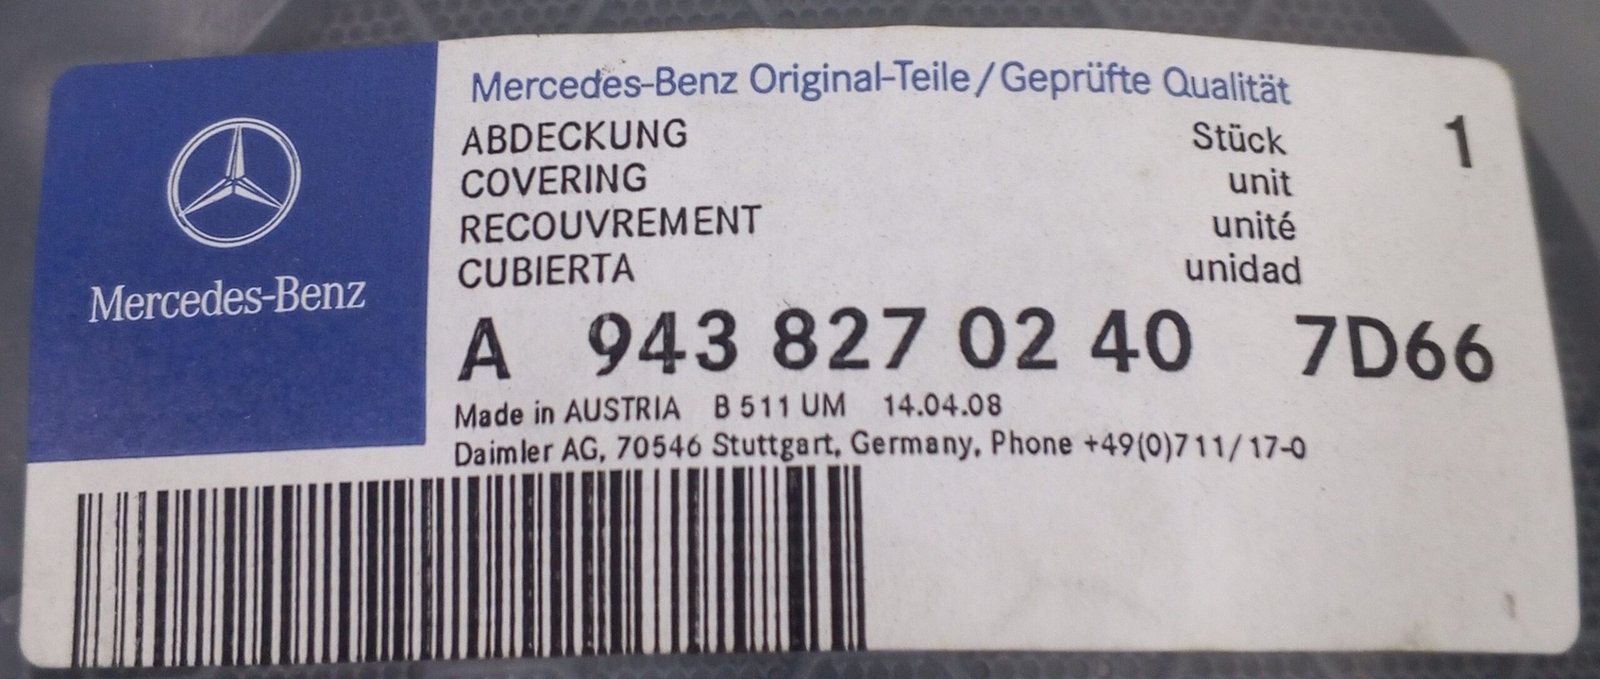 Mercedes-Benz
Mercedes-Benz Original-Teile/Geprüfte Qualität
ABDECKUNG Stück 1
COVERING unit
RECOUVREMENT unité
CUBIERTA unidad
A 943 827 02 40 7D66
Made in AUSTRIA B 511 UM 14.04.08
Daimler AG, 70546 Stuttgart, Germany, Phone +49(0)711/17-0